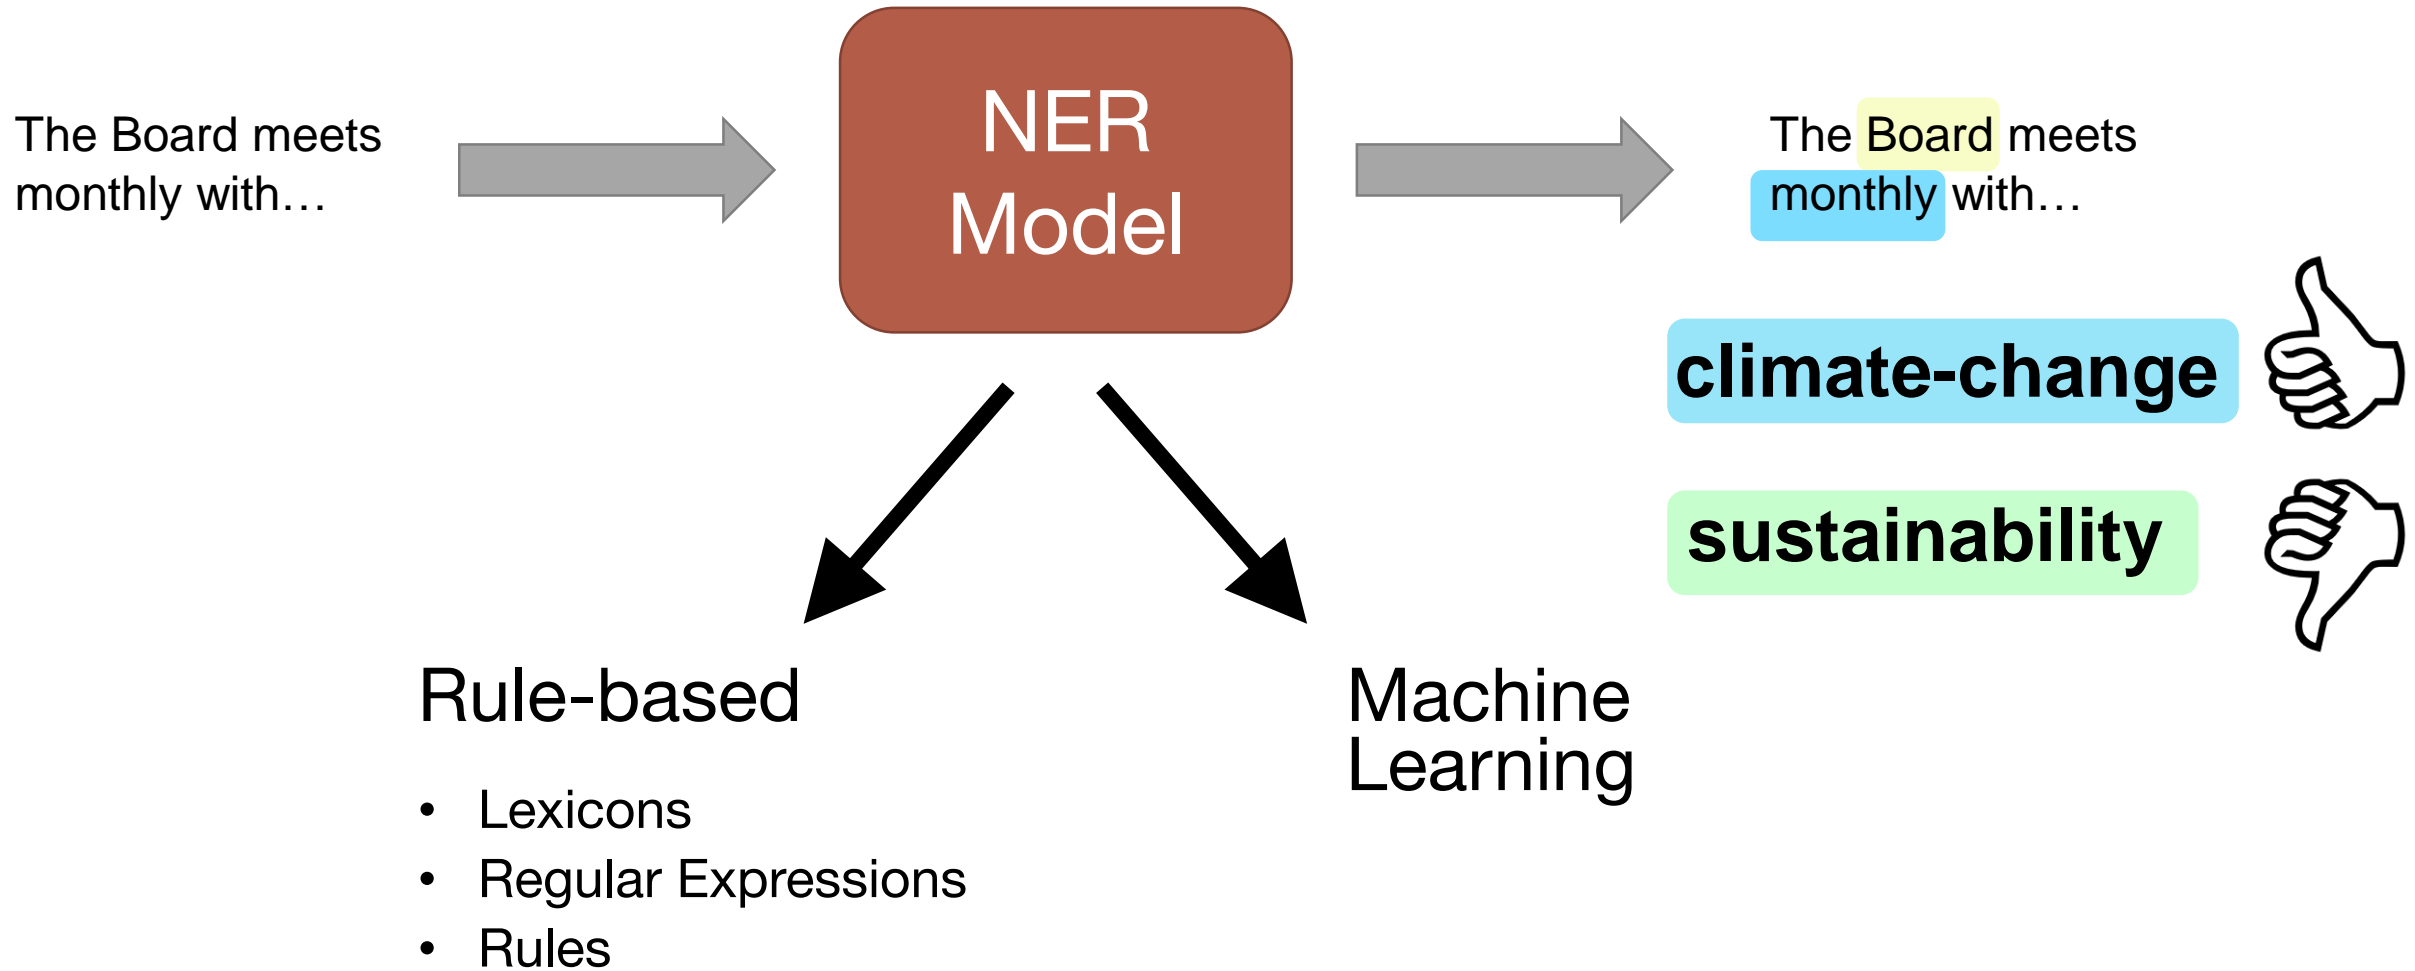 The Board meets
monthly with…
NER
Model
The Board meets
monthly with…
climate-change
sustainability
Rule-based
• Lexicons
• Regular Expressions
• Rules
Machine
Learning